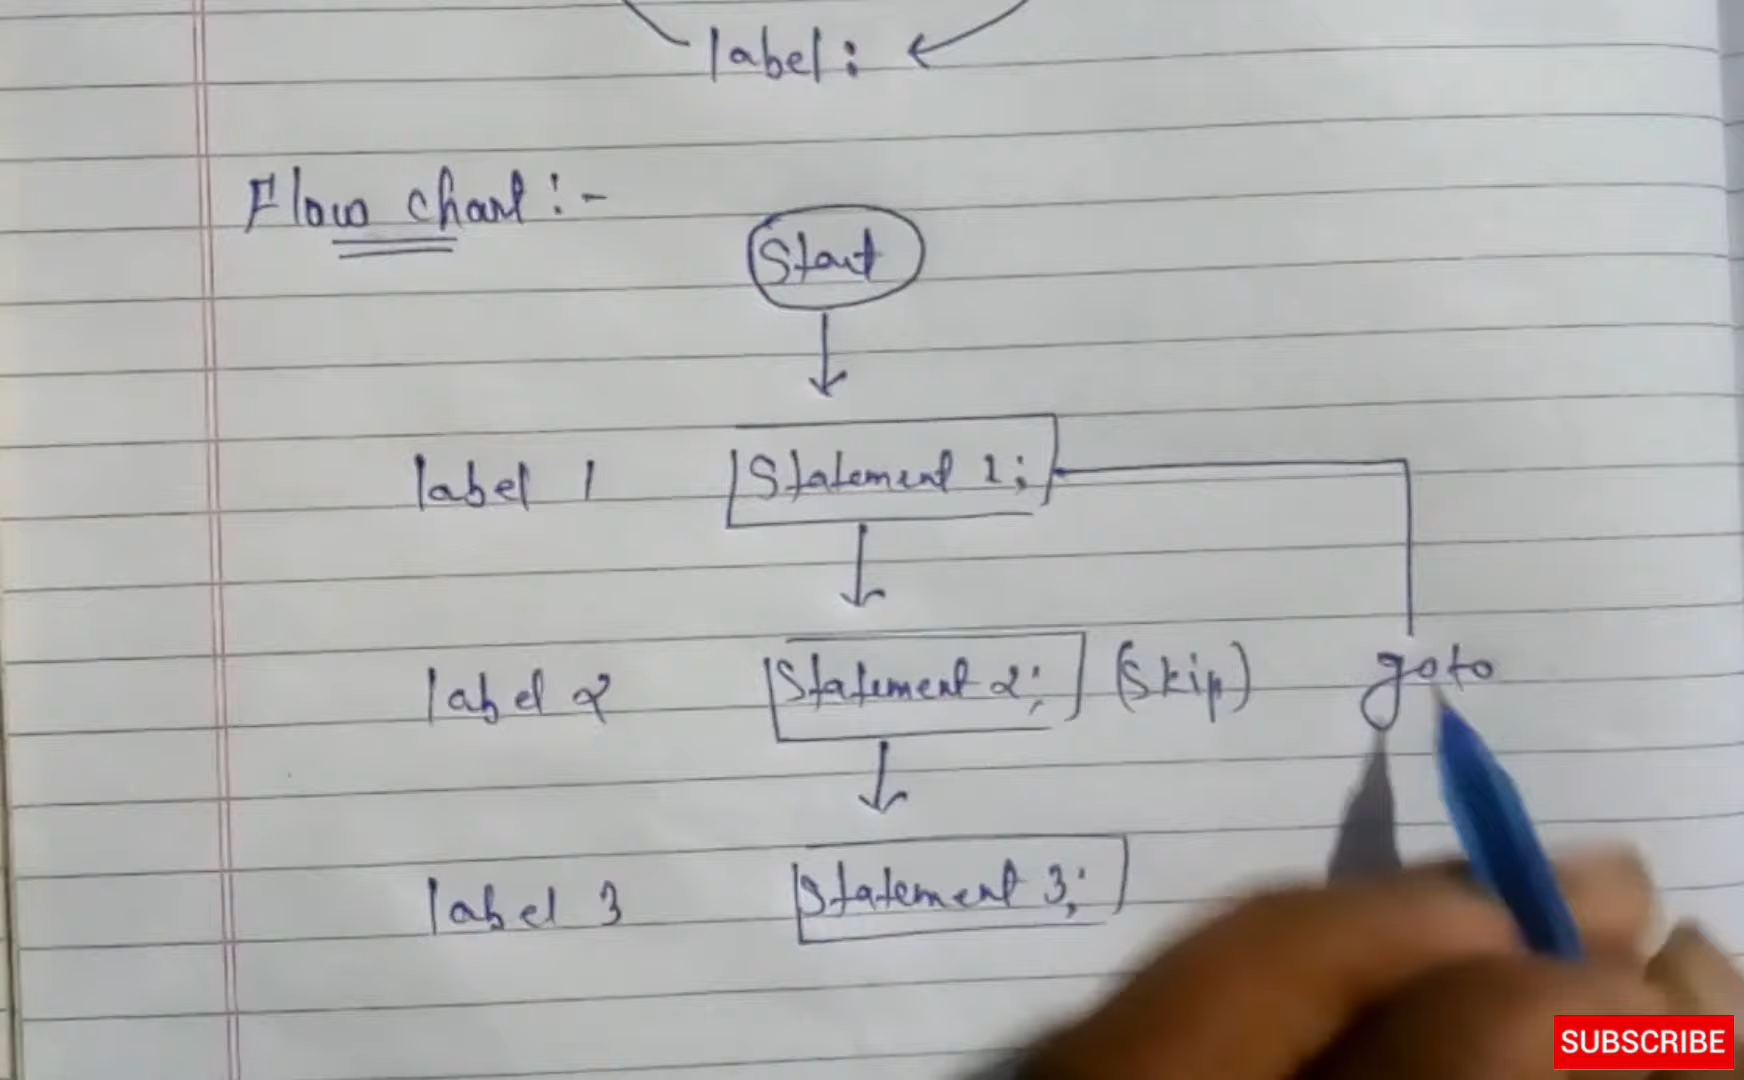 label:
Flow chart :-
Start
label 1 Statement 1;
label 2 Statement 2; (Skip) goto
label 3 Statement 3;
SUBSCRIBE